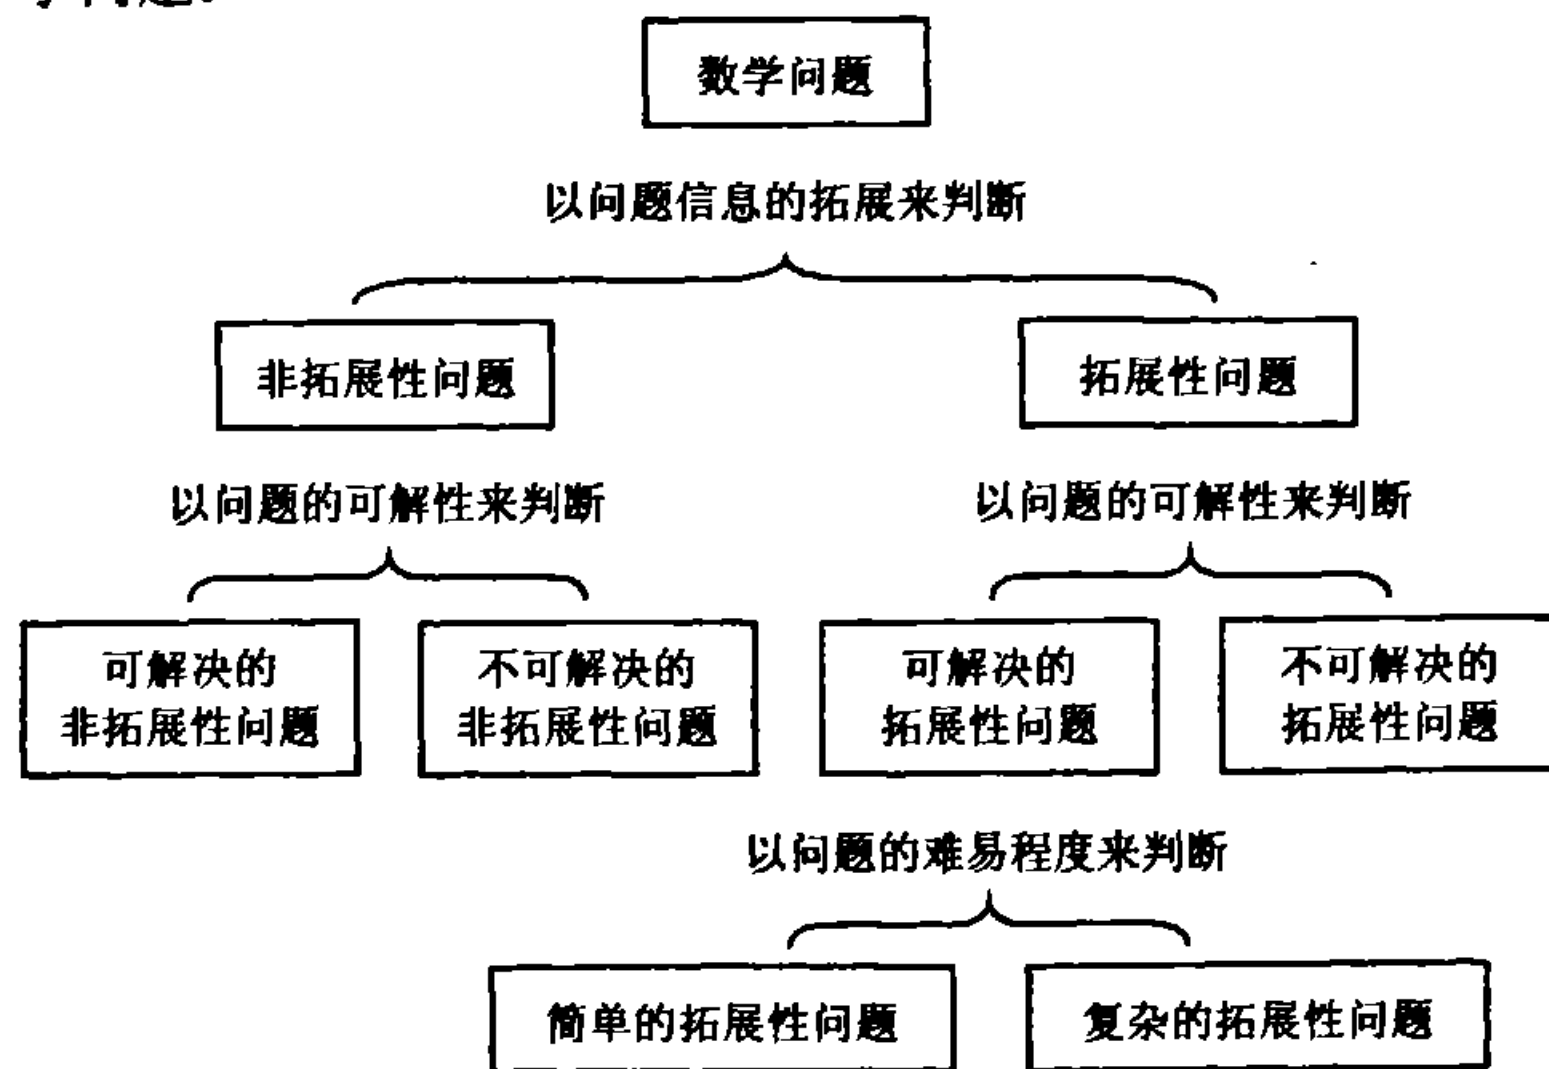 数学问题
以问题信息的拓展来判断
非拓展性问题
拓展性问题
以问题的可解性来判断
以问题的可解性来判断
可解决的
非拓展性问题
不可解决的
非拓展性问题
可解决的
拓展性问题
不可解决的
拓展性问题
以问题的难易程度来判断
简单的拓展性问题
复杂的拓展性问题